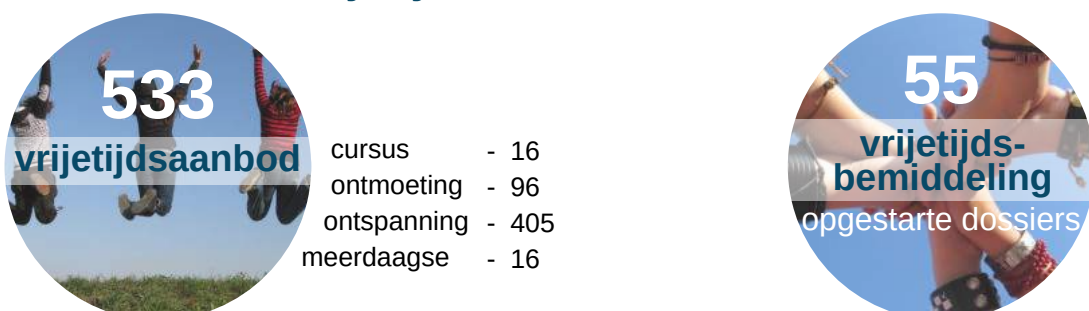 533
vrijetijdsaanbod
cursus - 16
ontmoeting - 96
ontspanning - 405
meerdaagse - 16
55
vrijetijds-
bemiddeling
opgestarte dossiers